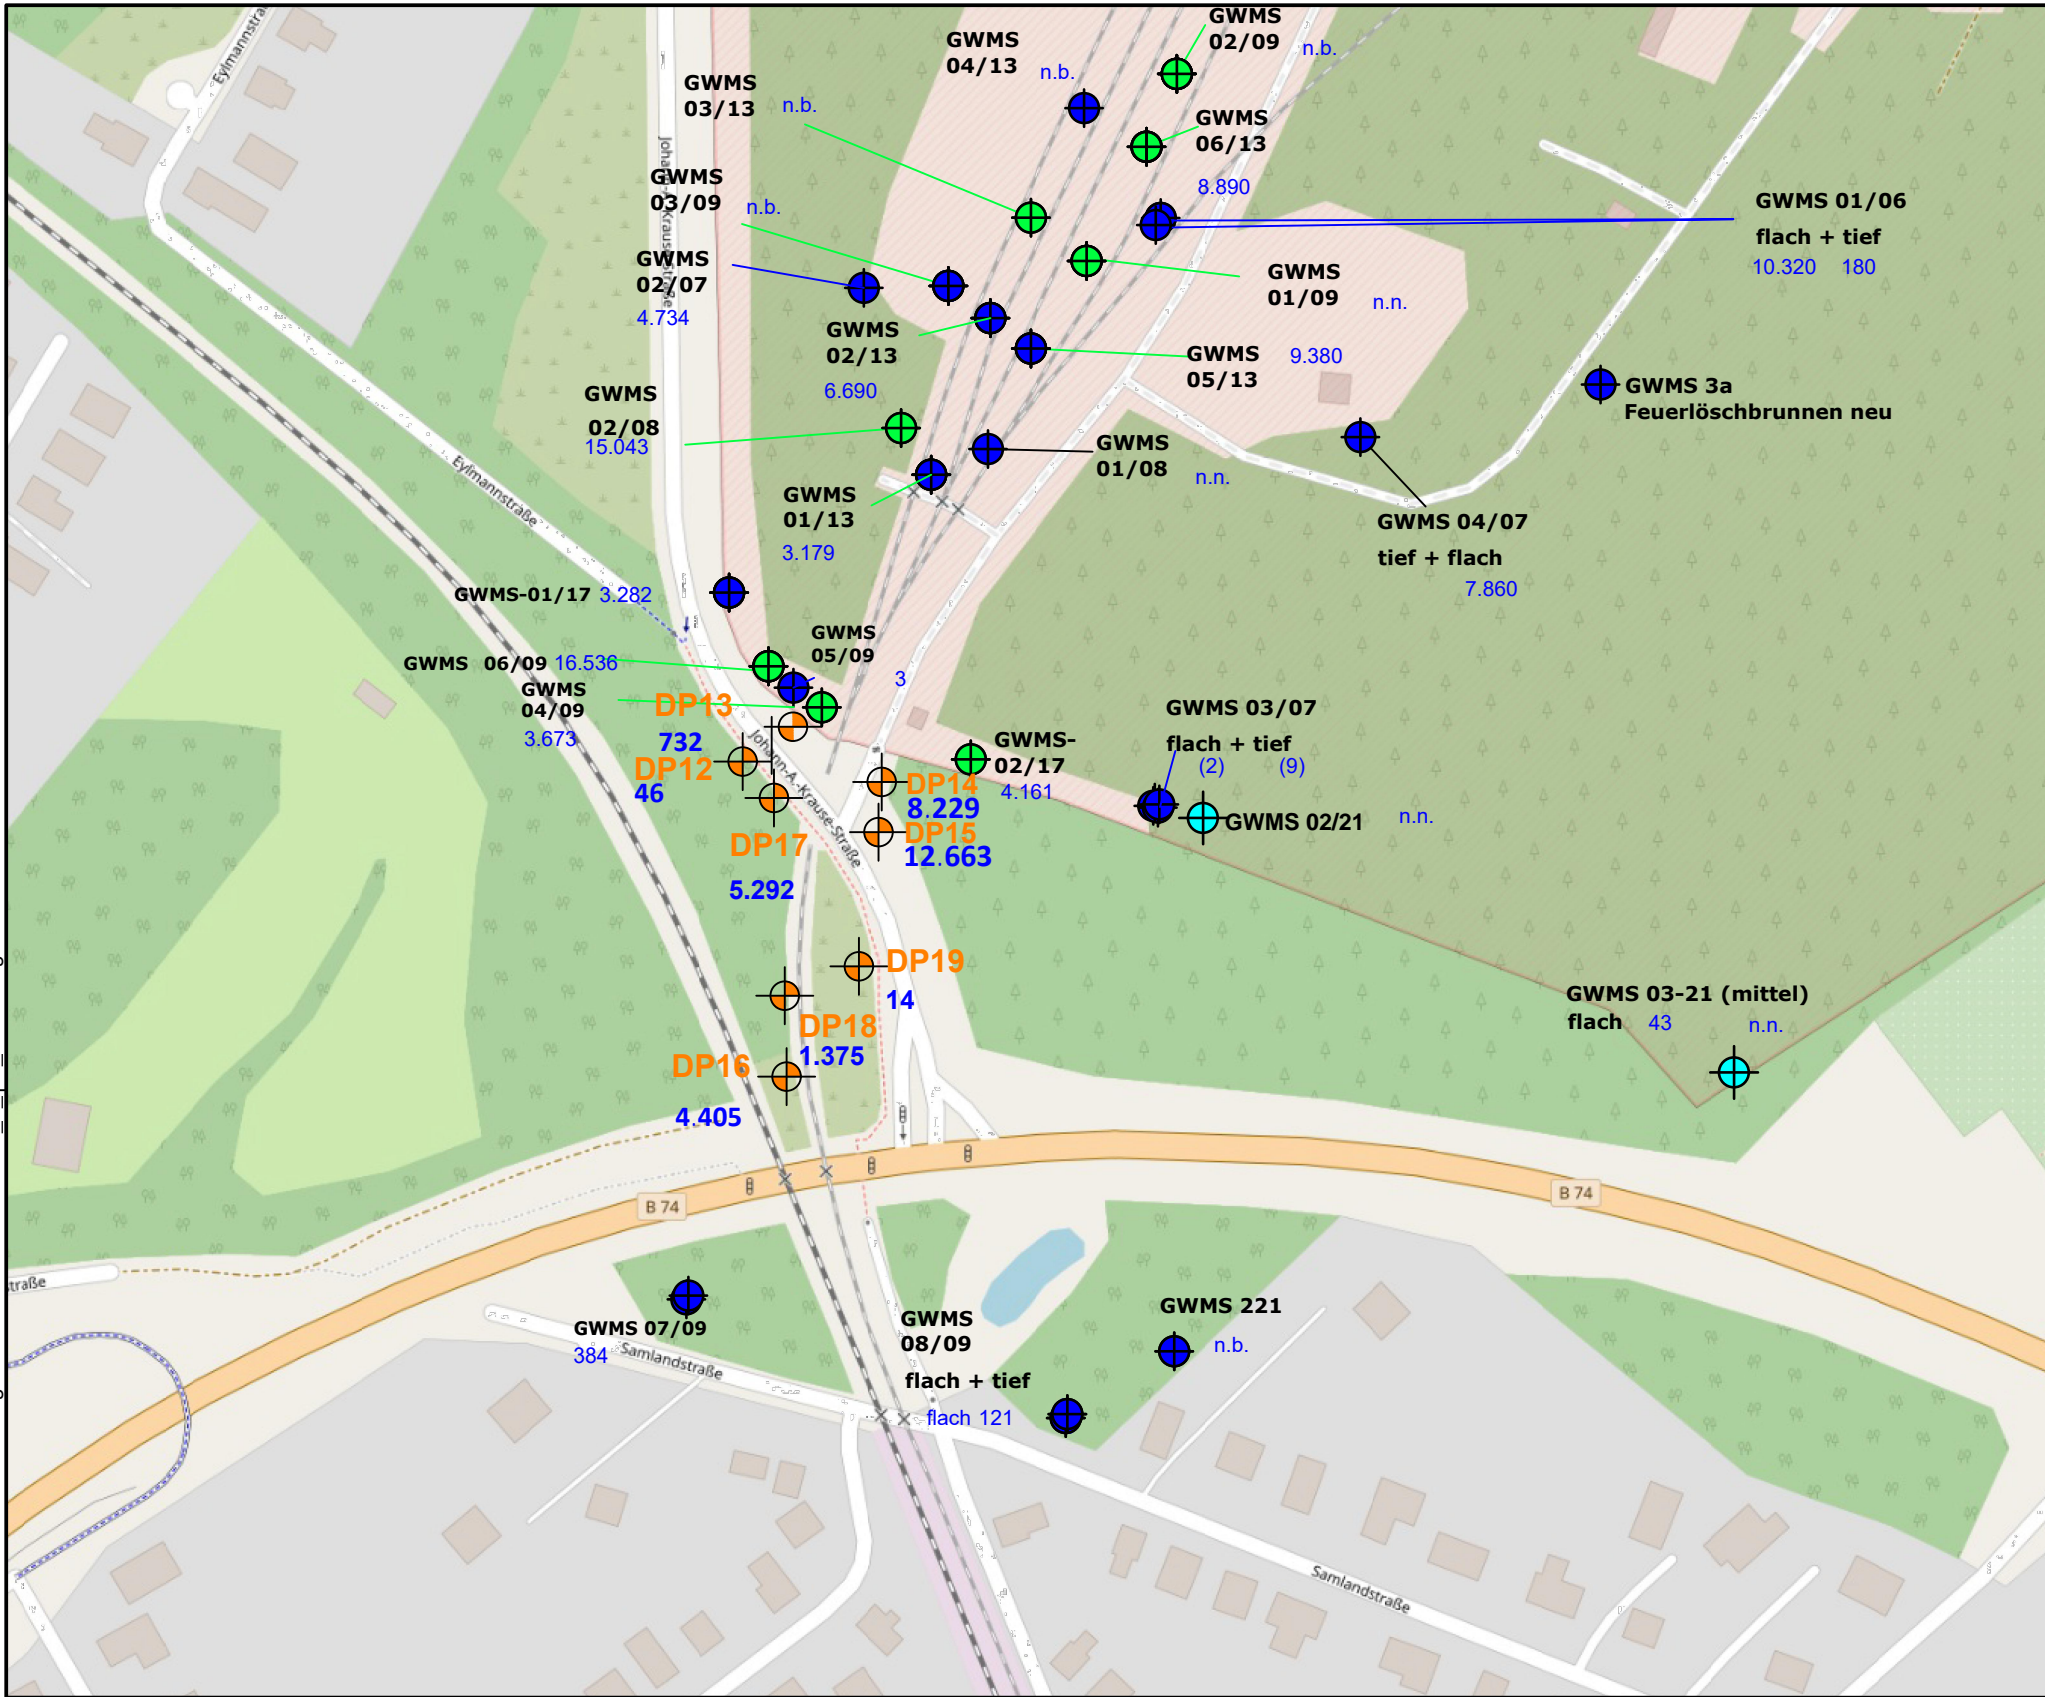 Eylmannstraß
GWMS
02/09
n.b.
GWMS
04/13
n.b.
GWMS
03/13
n.b.
GWMS
06/13
8.890
Johann-A.-Krause-Straße
GWMS
03/09
n.b.
GWMS 01/06
flach + tief
10.320 180
GWMS
02/07
4.734
GWMS
01/09
n.n.
GWMS
02/13
6.690
GWMS
05/13
9.380
GWMS 3a
Feuerlöschbrunnen neu
GWMS
02/08
15.043
GWMS
01/08
n.n.
Eylmannstraße
GWMS
01/13
3.179
GWMS 04/07
tief + flach
7.860
GWMS-01/17 3.282
GWMS
05/09
3
GWMS 06/09 16.536
GWMS
04/09
3.673
DP13
732
DP12
46
Johann-A.-Krause-Straße
GWMS-
02/17
4.161
GWMS 03/07
flach + tief
(2) (9)
DP14
8.229
DP15
12.663
GWMS 02/21
n.n.
DP17
5.292
DP19
14
DP18
1.375
DP16
4.405
GWMS 03-21 (mittel)
flach 43 n.n.
B 74
B 74
traße
GWMS 07/09
384
Samlandstraße
GWMS
08/09
flach + tief
flach 121
GWMS 221
n.b.
Samlandstraße